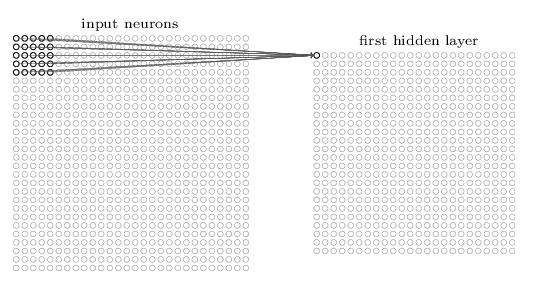 input neurons
first hidden layer